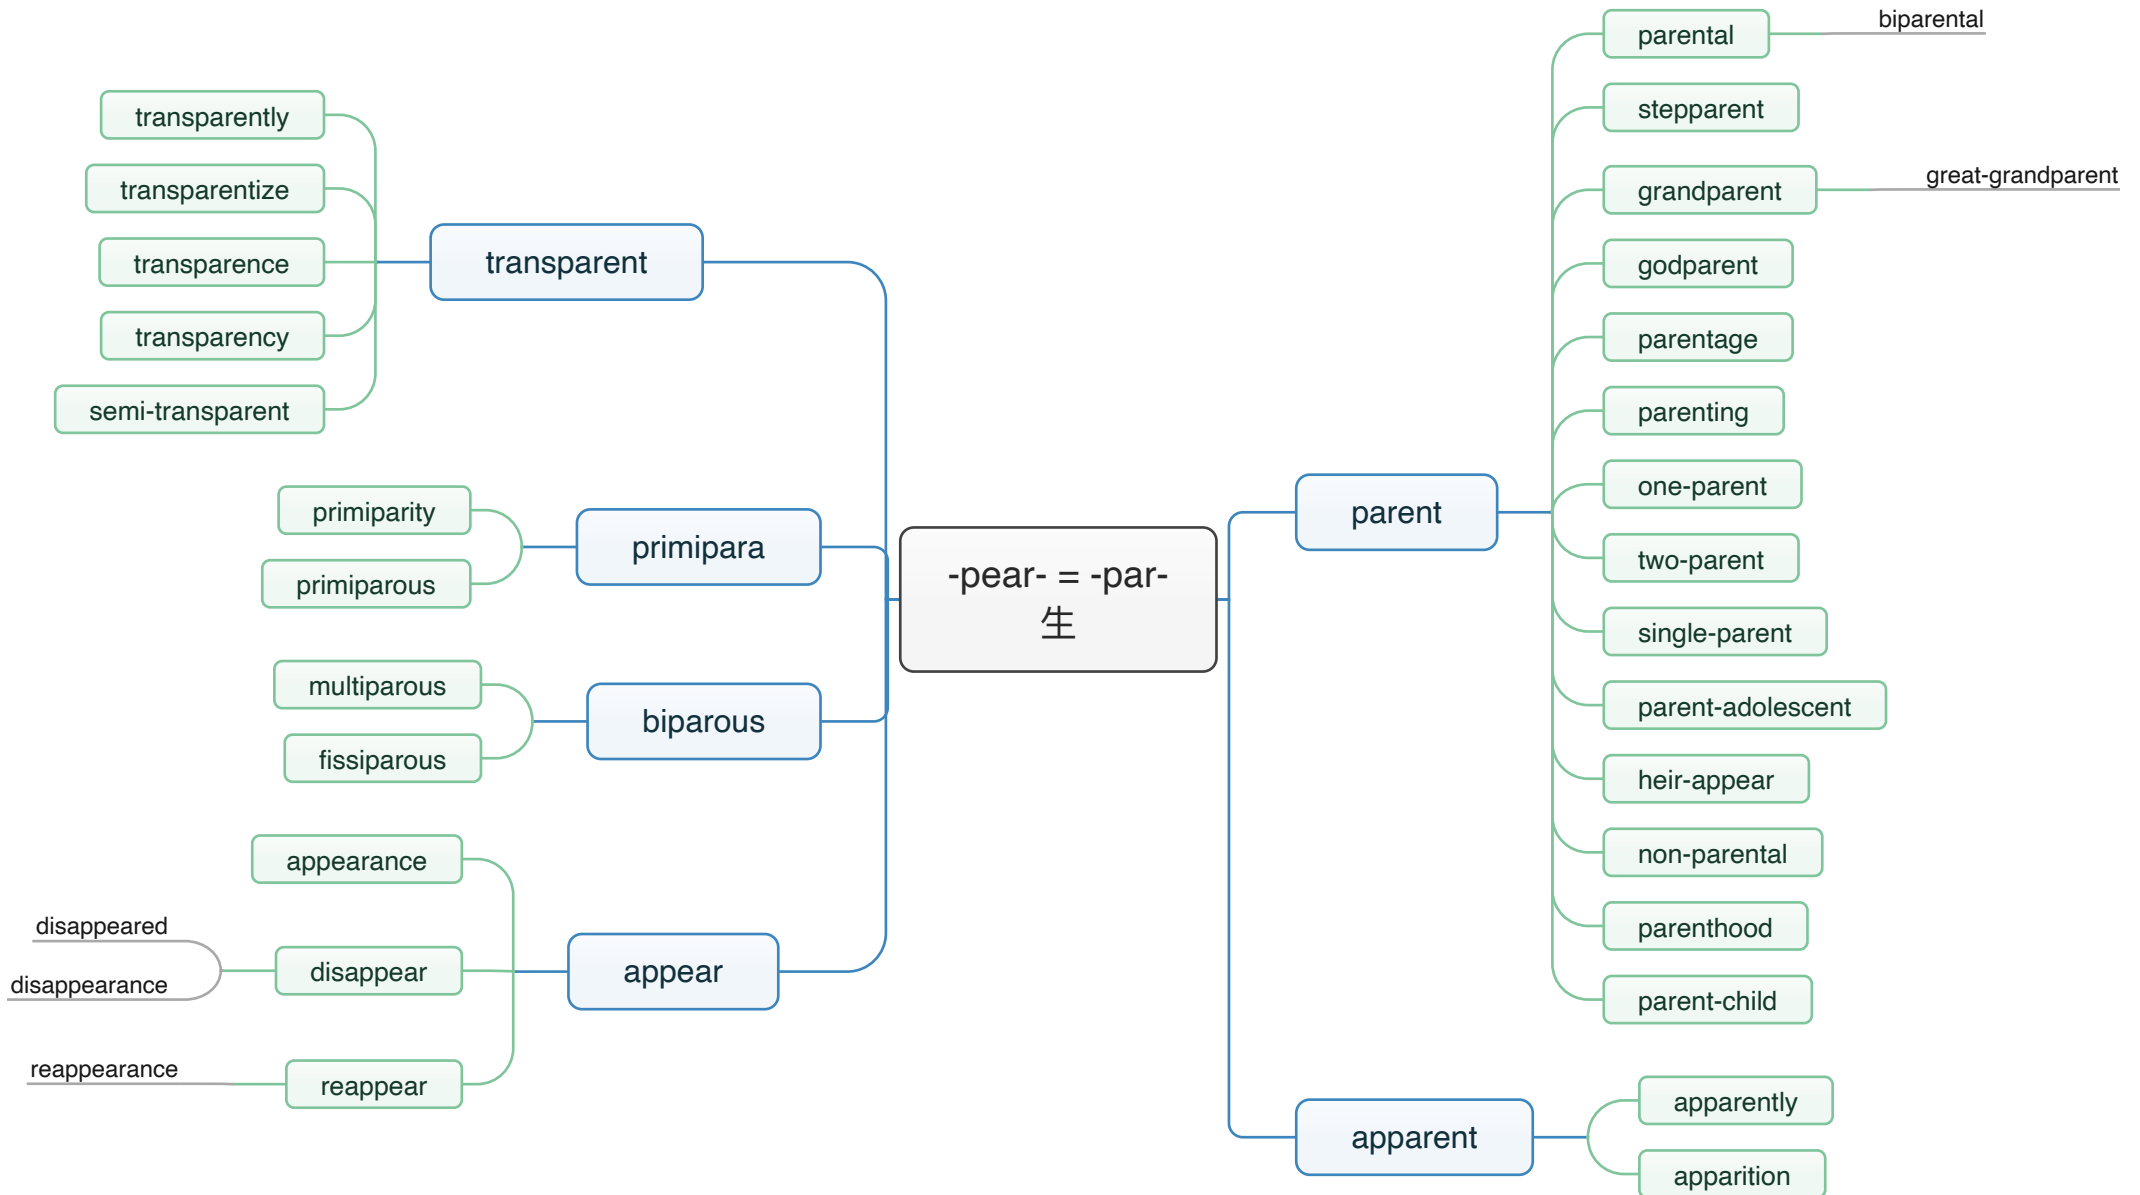 -pear- = -par-
生
transparent
transparently
transparentize
transparence
transparency
semi-transparent
primipara
primiparity
primiparous
biparous
multiparous
fissiparous
appear
appearance
disappear
disappeared
disappearance
reappear
reappearance
parent
parental
biparental
stepparent
grandparent
great-grandparent
godparent
parentage
parenting
one-parent
two-parent
single-parent
parent-adolescent
heir-appear
non-parental
parenthood
parent-child
apparent
apparently
apparition